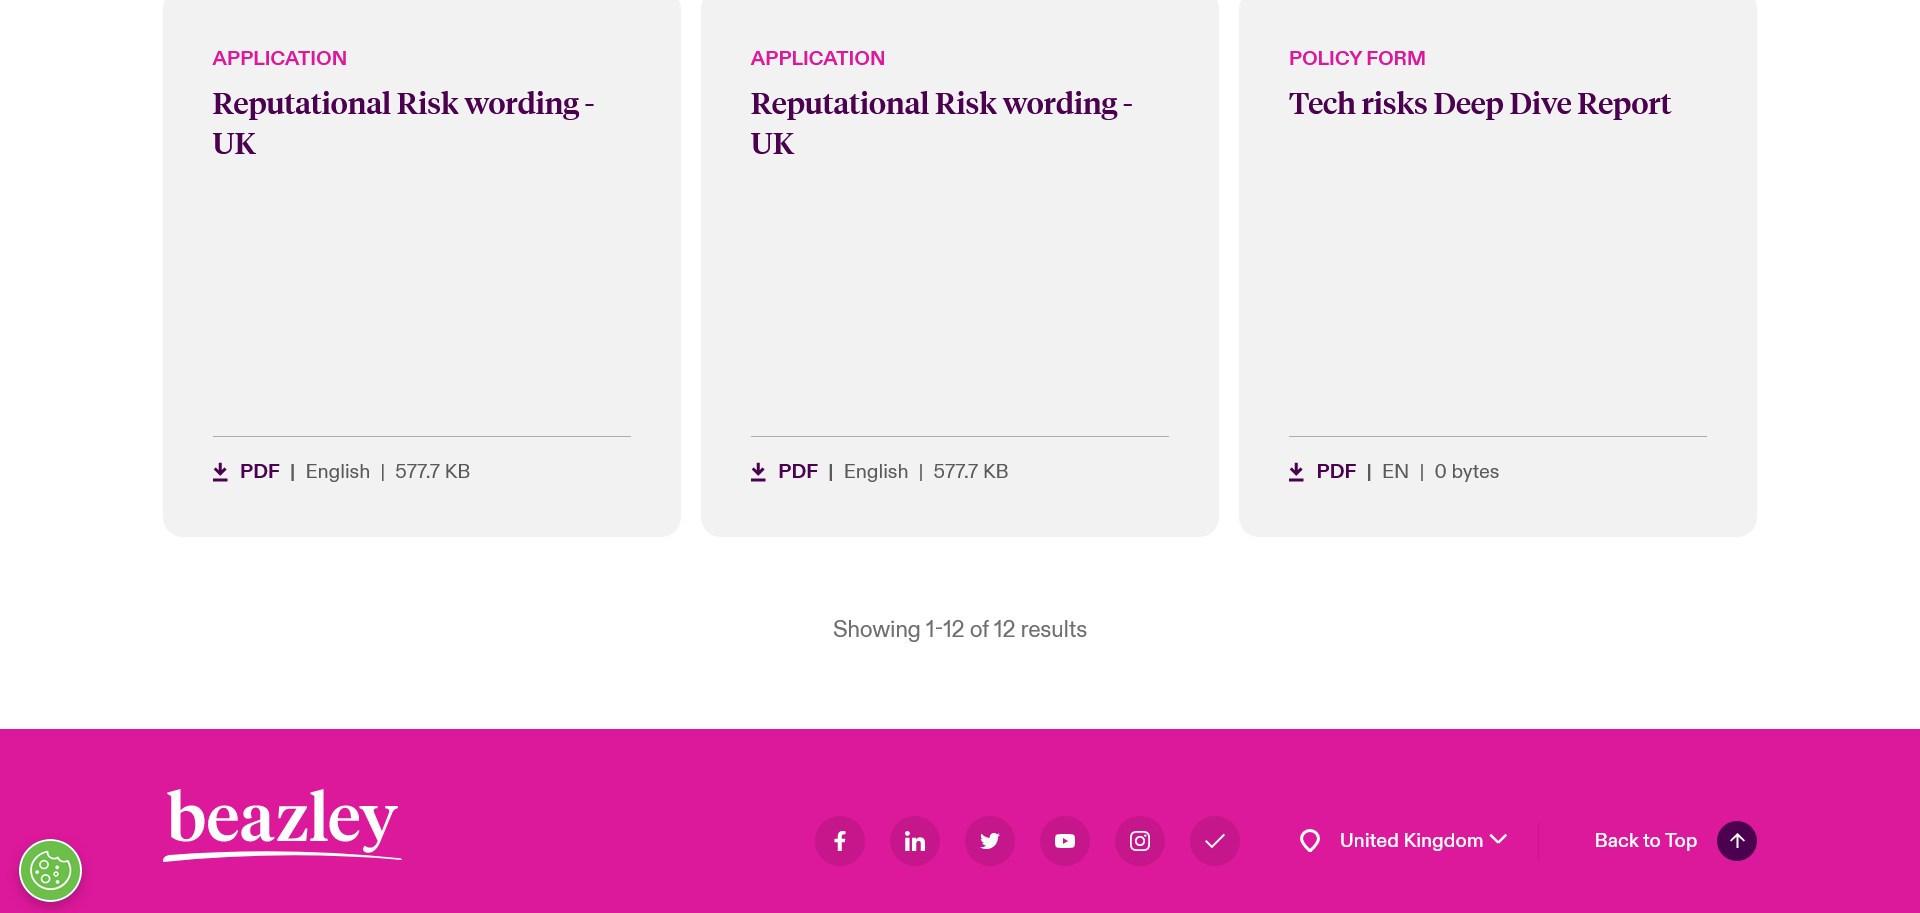 APPLICATION
Reputational Risk wording -
UK
PDF | English | 577.7 KB
APPLICATION
Reputational Risk wording -
UK
PDF | English | 577.7 KB
POLICY FORM
Tech risks Deep Dive Report
PDF | EN | 0 bytes
Showing 1-12 of 12 results
beazley
United Kingdom
Back to Top